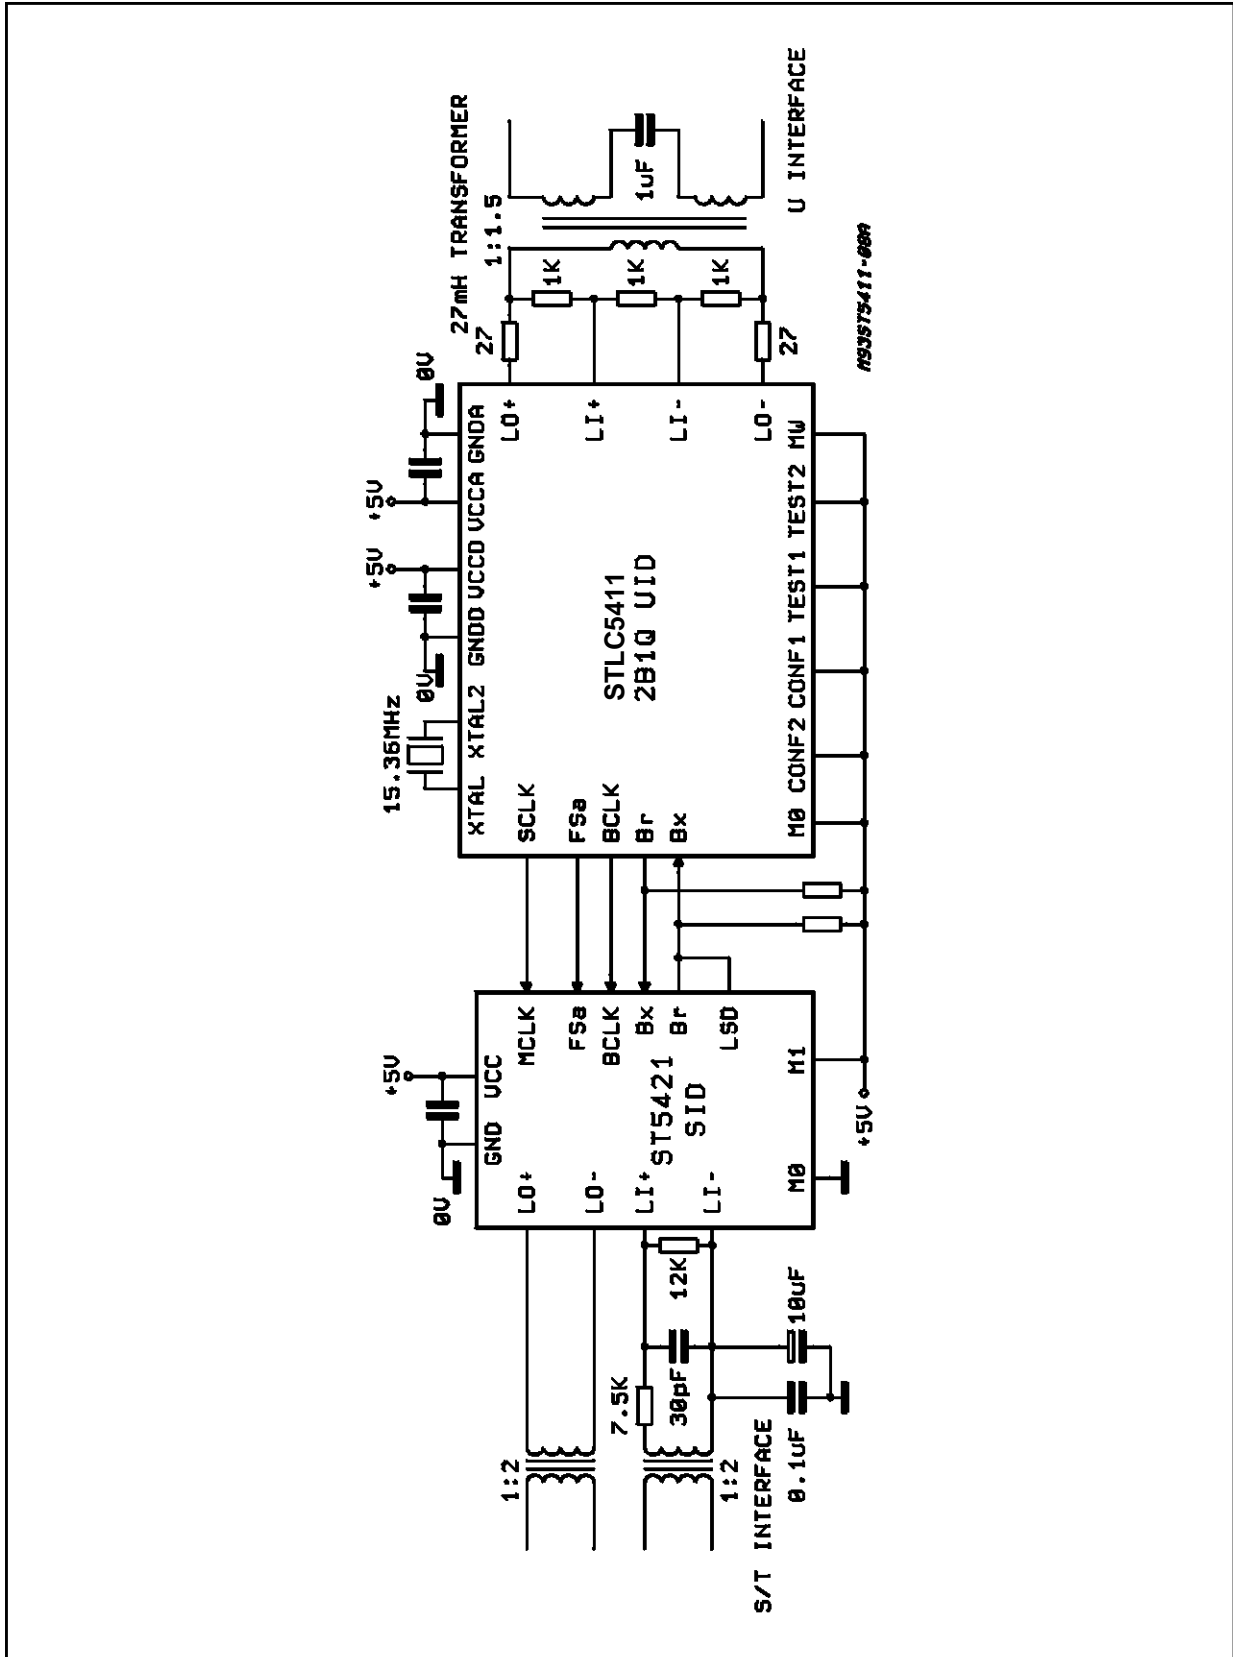 +5V
0V
GND VCC
15.36MHz
0V
+5V
+5V
0V
XTAL XTAL2 GNDD VCCD VCCA GNDA
27mH TRANSFORMER
1:1.5
1:2
LO+
LO-
LI+
LI-
MCLK
FSa
BCLK
Bx
Br
LSD
ST5421
SID
M0
M1
SCLK
FSa
BCLK
Br
Bx
STLC5411
2B1Q UID
LO+
LI+
LI-
LO-
27
1K
1K
1K
27
1uF
U INTERFACE
M0 CONF2 CONF1 TEST1 TEST2 MW
7.5K
30pF
12K
1:2
S/T INTERFACE
0.1uF
10uF
+5V
M93ST5411-08A